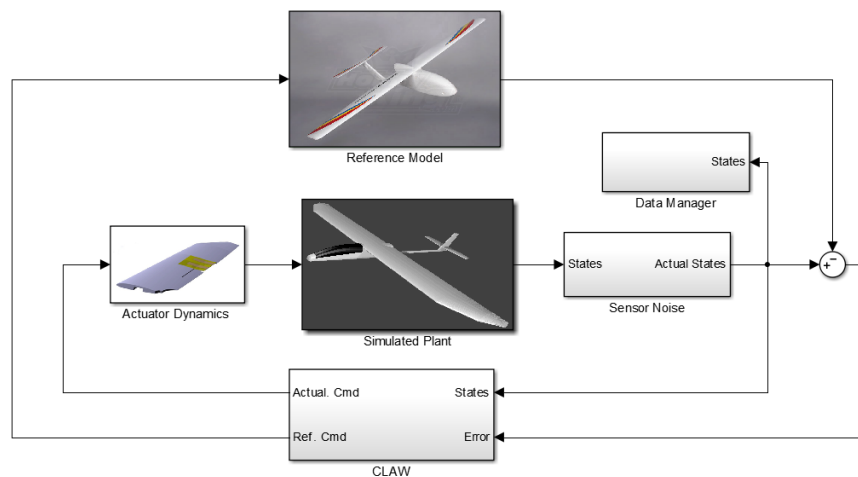 Reference Model
States
Data Manager
States
Actual States
Sensor Noise
Actuator Dynamics
Simulated Plant
Actual. Cmd
States
Ref. Cmd
Error
CLAW